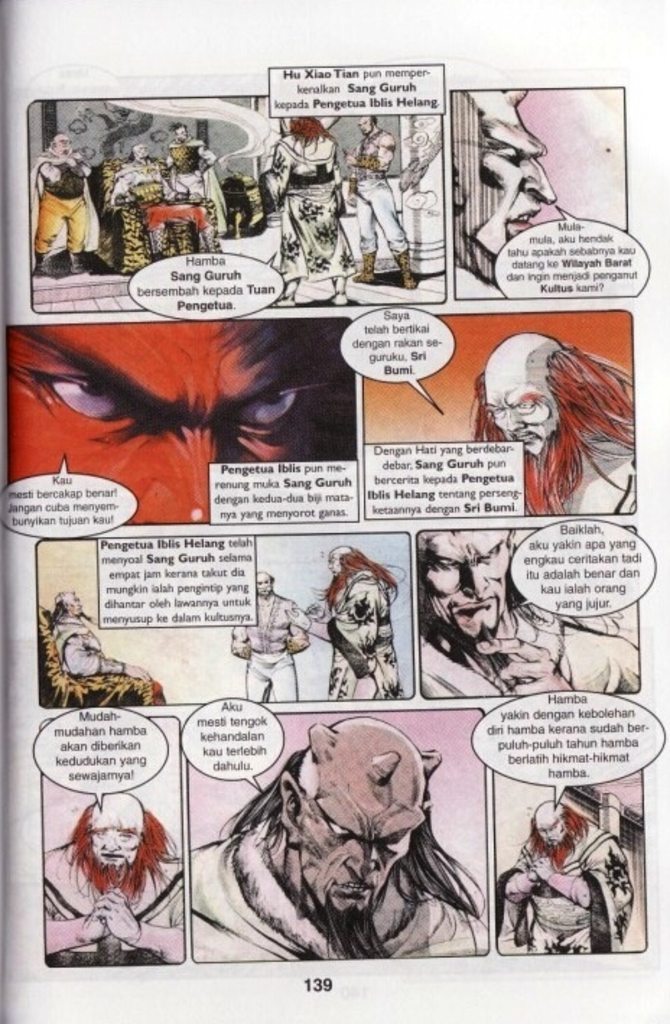 Hu Xiao Tian pun memper-
kenalkan Sang Guruh
kepada Pengetua Iblis Helang.
Hamba
Sang Guruh
bersembah kepada Tuan
Pengetua.
Mula-
mula, aku hendak
tahu apakah sebabnya kau
datang ke Wilayah Barat
dan ingin menjadi penganut
Kultus kami?
Kau
mesti bercakap benar!
Jangan cuba menyem-
bunyikan tujuan kau!
Pengetua Iblis pun me-
renung muka Sang Guruh
dengan kedua-dua biji mata-
nya yang menyorot ganas.
Saya
telah bertikai
dengan rakan se-
guruku, Sri
Bumi.
Dengan Hati yang berdebar-
debar, Sang Guruh pun
bercerita kepada Pengetua
Iblis Helang tentang perseng-
ketaannya dengan Sri Bumi.
Pengetua Iblis Helang telah
menyoal Sang Guruh selama
empat jam kerana takut dia
mungkin ialah pengintip yang
dihantar oleh lawannya untuk
menyusup ke dalam kultusnya.
Baiklah,
aku yakin apa yang
engkau ceritakan tadi
itu adalah benar dan
kau ialah orang
yang jujur.
Mudah-
mudahan hamba
akan diberikan
kedudukan yang
sewajarnya!
Aku
mesti tengok
kehandalan
kau terlebih
dahulu.
Hamba
yakin dengan kebolehan
diri hamba kerana sudah ber-
puluh-puluh tahun hamba
berlatih hikmat-hikmat
hamba.
139